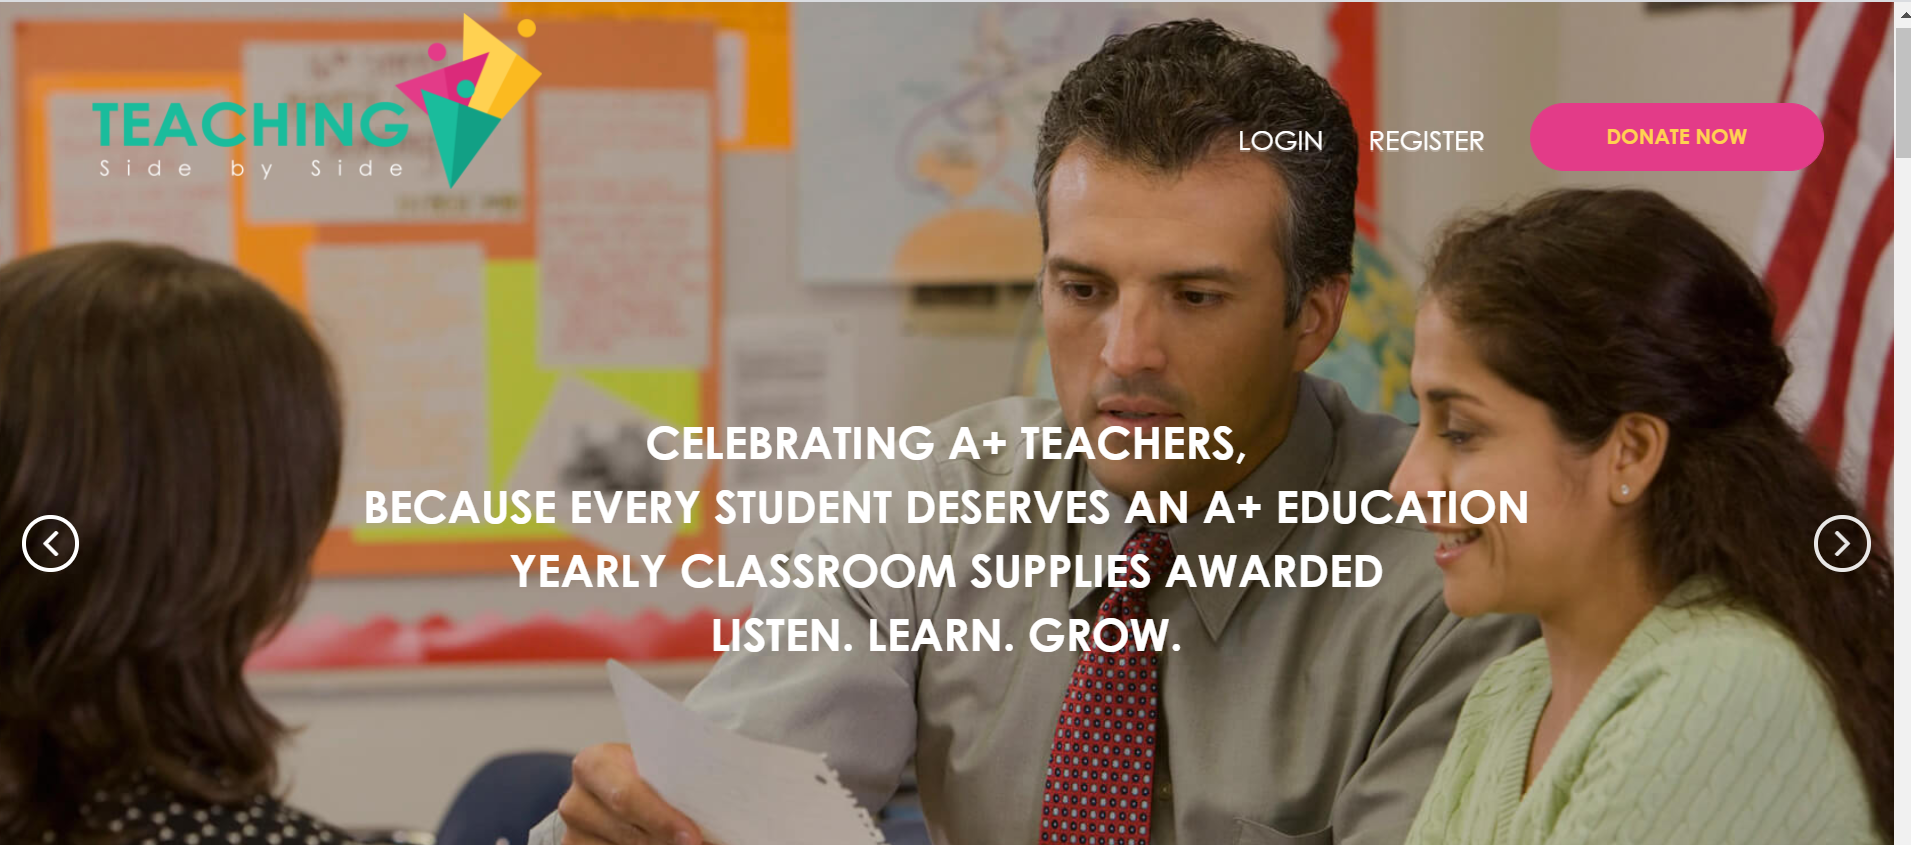 TEACHING
Side by Side
LOGIN REGISTER DONATE NOW
CELEBRATING A+ TEACHERS,
BECAUSE EVERY STUDENT DESERVES AN A+ EDUCATION
YEARLY CLASSROOM SUPPLIES AWARDED
LISTEN. LEARN. GROW.